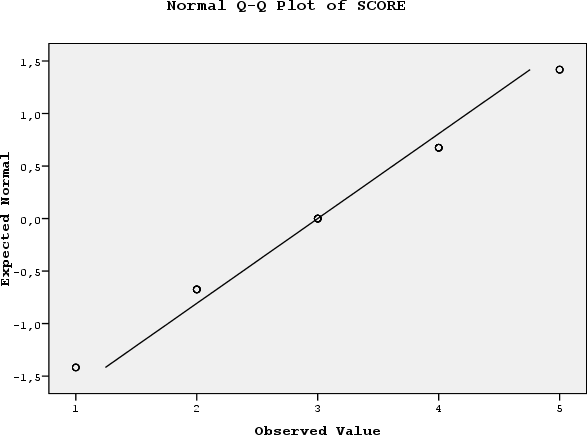 Normal Q-Q Plot of SCORE
1,5
1,0
0,5
0,0
-0,5
-1,0
-1,5
Expected Normal
1 2 3 4 5
Observed Value